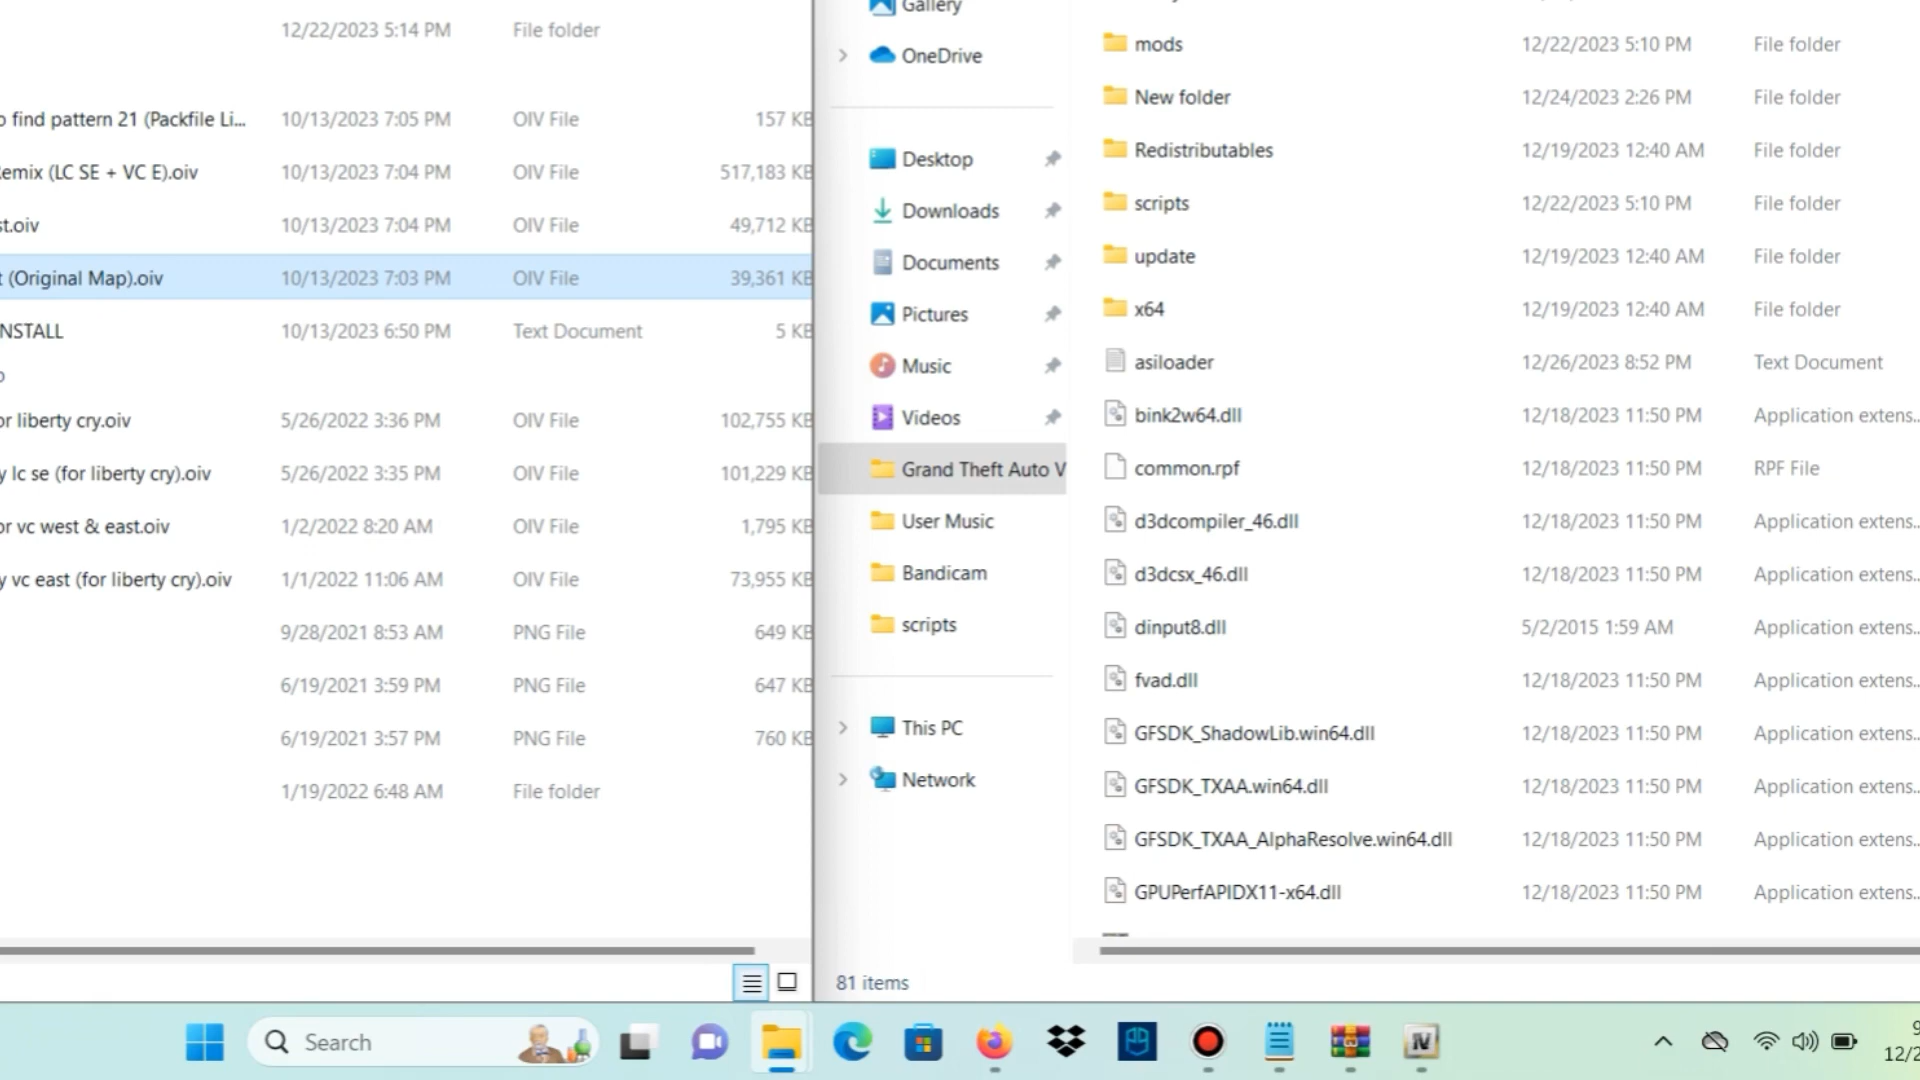 12/22/2023 5:14 PM File folder
o find pattern 21 (Packfile Li... 10/13/2023 7:05 PM OIV File 157 KB
emix (LC SE + VC E).oiv 10/13/2023 7:04 PM OIV File 517,183 KB
st.oiv 10/13/2023 7:04 PM OIV File 49,712 KB
t (Original Map).oiv 10/13/2023 7:03 PM OIV File 39,361 KB
NSTALL 10/13/2023 6:50 PM Text Document 5 KB
or liberty cry.oiv 5/26/2022 3:36 PM OIV File 102,755 KB
y lc se (for liberty cry).oiv 5/26/2022 3:35 PM OIV File 101,229 KB
or vc west & east.oiv 1/2/2022 8:20 AM OIV File 1,795 KB
y vc east (for liberty cry).oiv 1/1/2022 11:06 AM OIV File 73,955 KB
9/28/2021 8:53 AM PNG File 649 KB
6/19/2021 3:59 PM PNG File 647 KB
6/19/2021 3:57 PM PNG File 760 KB
1/19/2022 6:48 AM File folder
Gallery
OneDrive
Desktop
Downloads
Documents
Pictures
Music
Videos
Grand Theft Auto V
User Music
Bandicam
scripts
This PC
Network
mods 12/22/2023 5:10 PM File folder
New folder 12/24/2023 2:26 PM File folder
Redistributables 12/19/2023 12:40 AM File folder
scripts 12/22/2023 5:10 PM File folder
update 12/19/2023 12:40 AM File folder
x64 12/19/2023 12:40 AM File folder
asiloader 12/26/2023 8:52 PM Text Document
bink2w64.dll 12/18/2023 11:50 PM Application extens...
common.rpf 12/18/2023 11:50 PM RPF File
d3dcompiler_46.dll 12/18/2023 11:50 PM Application extens...
d3dcsx_46.dll 12/18/2023 11:50 PM Application extens...
dinput8.dll 5/2/2015 1:59 AM Application extens...
fvad.dll 12/18/2023 11:50 PM Application extens...
GFSDK_ShadowLib.win64.dll 12/18/2023 11:50 PM Application extens...
GFSDK_TXAA.win64.dll 12/18/2023 11:50 PM Application extens...
GFSDK_TXAA_AlphaResolve.win64.dll 12/18/2023 11:50 PM Application extens...
GPUPerfAPIDX11-x64.dll 12/18/2023 11:50 PM Application extens...
81 items
Search
IV
9
12/2